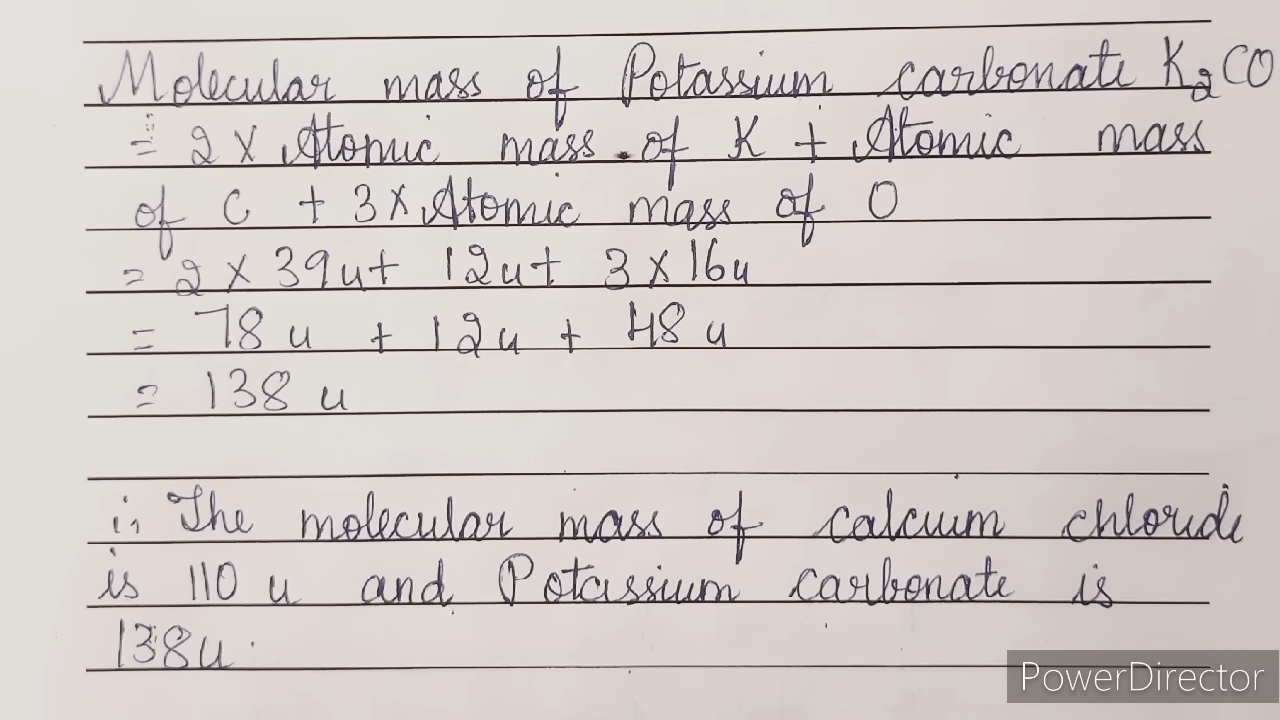 Molecular mass of Potassium carbonate K₂CO
= 2 x Atomic mass of K + Atomic mass
of C + 3 x Atomic mass of O
= 2 x 39u + 12u + 3 x 16u
= 78 u + 12u + 48 u
= 138 u
∴ The molecular mass of calcium chloride
is 110 u and Potassium carbonate is
138u.
PowerDirector